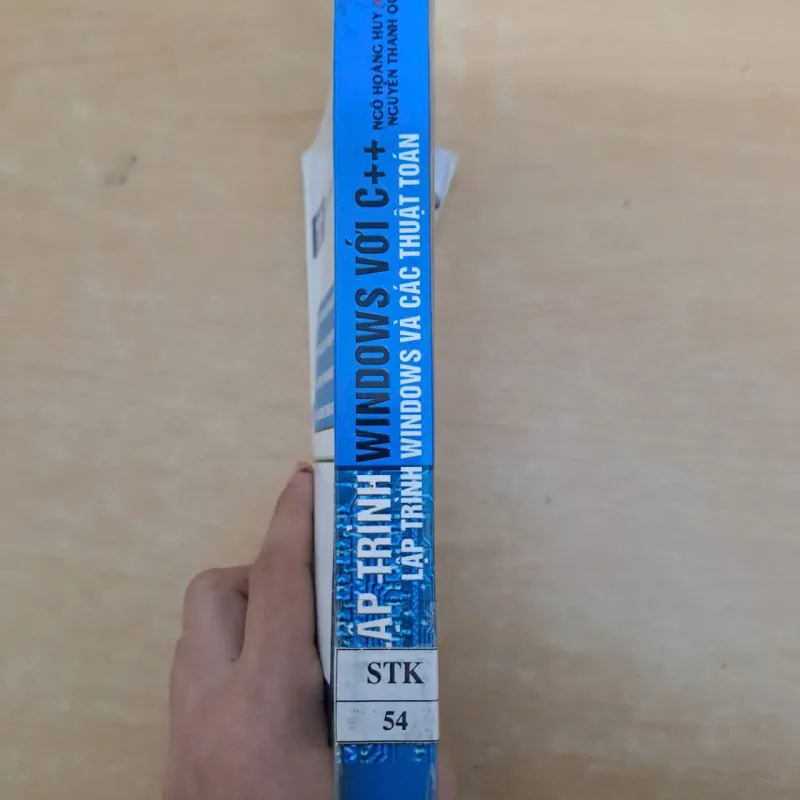 LẬP TRÌNH WINDOWS VỚI C++
LẬP TRÌNH WINDOWS VÀ CÁC THUẬT TOÁN
NGÔ HOÀNG HUY
NGUYỄN THANH
STK
54